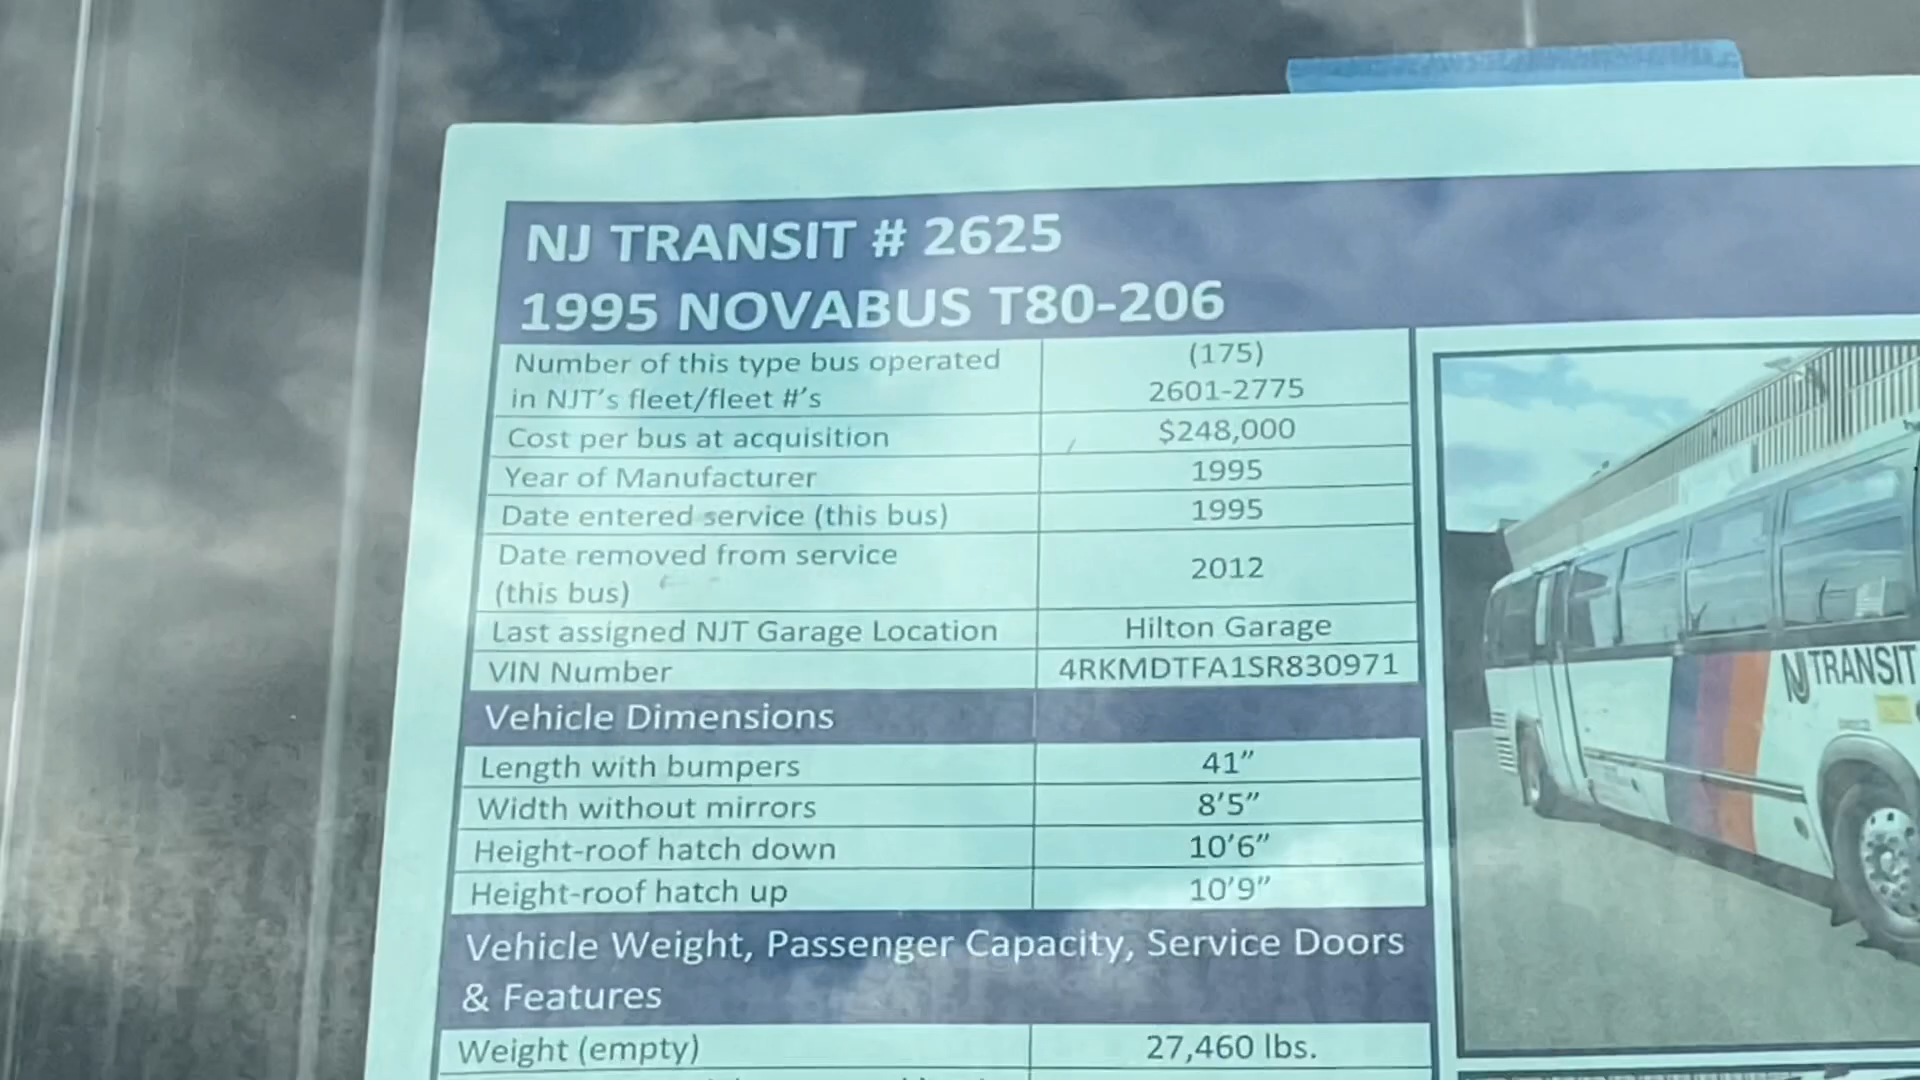 NJ TRANSIT # 2625
1995 NOVABUS T80-206
Number of this type bus operated in NJT's fleet/fleet #'s
(175)
2601-2775
Cost per bus at acquisition $248,000
Year of Manufacturer 1995
Date entered service (this bus) 1995
Date removed from service (this bus) 2012
Last assigned NJT Garage Location Hilton Garage
VIN Number 4RKMDTFA1SR830971
Vehicle Dimensions
Length with bumpers 41”
Width without mirrors 8’5”
Height-roof hatch down 10’6”
Height-roof hatch up 10’9”
Vehicle Weight, Passenger Capacity, Service Doors
& Features
Weight (empty) 27,460 lbs.
NJ TRANSIT